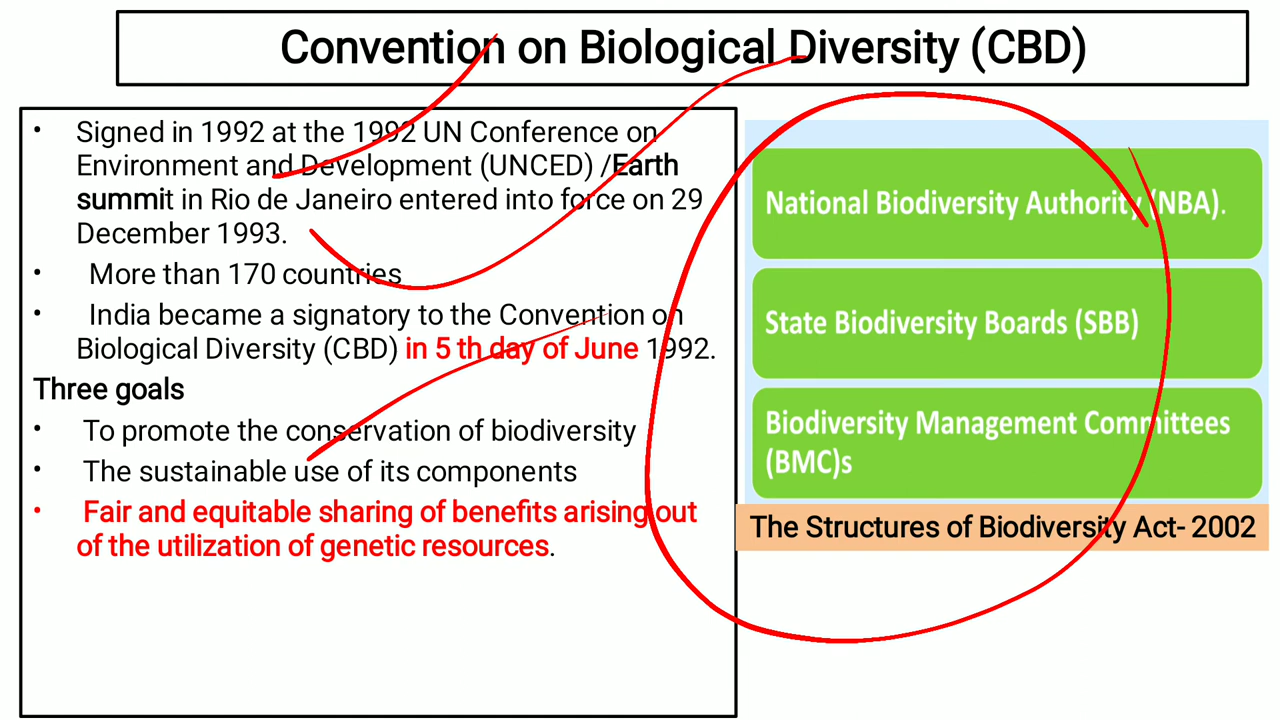 Convention on Biological Diversity (CBD)
• Signed in 1992 at the 1992 UN Conference on
Environment and Development (UNCED) /Earth
summit in Rio de Janeiro entered into force on 29
December 1993.
• More than 170 countries
• India became a signatory to the Convention on
Biological Diversity (CBD) in 5 th day of June 1992.
Three goals
• To promote the conservation of biodiversity
• The sustainable use of its components
• Fair and equitable sharing of benefits arising out
of the utilization of genetic resources.
National Biodiversity Authority (NBA).
State Biodiversity Boards (SBB)
Biodiversity Management Committees
(BMC)s
The Structures of Biodiversity Act- 2002